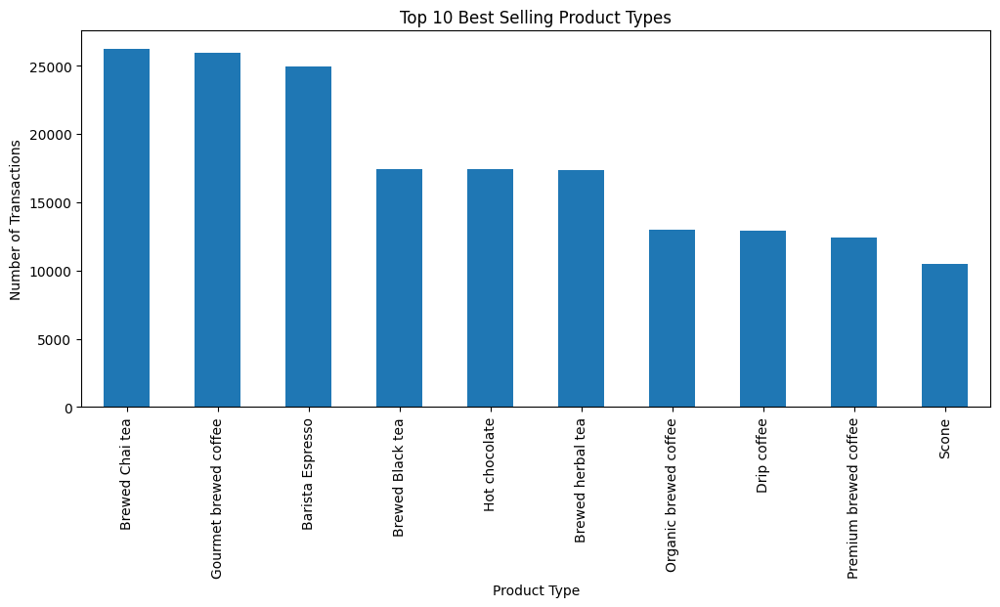 Top 10 Best Selling Product Types
Number of Transactions
25000
20000
15000
10000
5000
0
Brewed Chai tea
Gourmet brewed coffee
Barista Espresso
Brewed Black tea
Hot chocolate
Brewed herbal tea
Organic brewed coffee
Drip coffee
Premium brewed coffee
Scone
Product Type